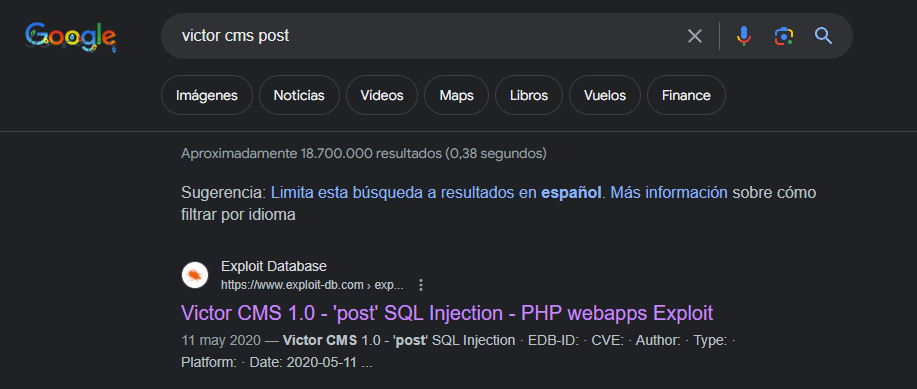 Google
victor cms post
Imágenes
Noticias
Vídeos
Maps
Libros
Vuelos
Finance
Aproximadamente 18.700.000 resultados (0,38 segundos)
Sugerencia: Limita esta búsqueda a resultados en español. Más información sobre cómo
filtrar por idioma
Exploit Database
https://www.exploit-db.com › exp...
Victor CMS 1.0 - 'post' SQL Injection - PHP webapps Exploit
11 may 2020 — Victor CMS 1.0 - 'post' SQL Injection · EDB-ID: · CVE: · Author: · Type: ·
Platform: · Date: 2020-05-11 ...